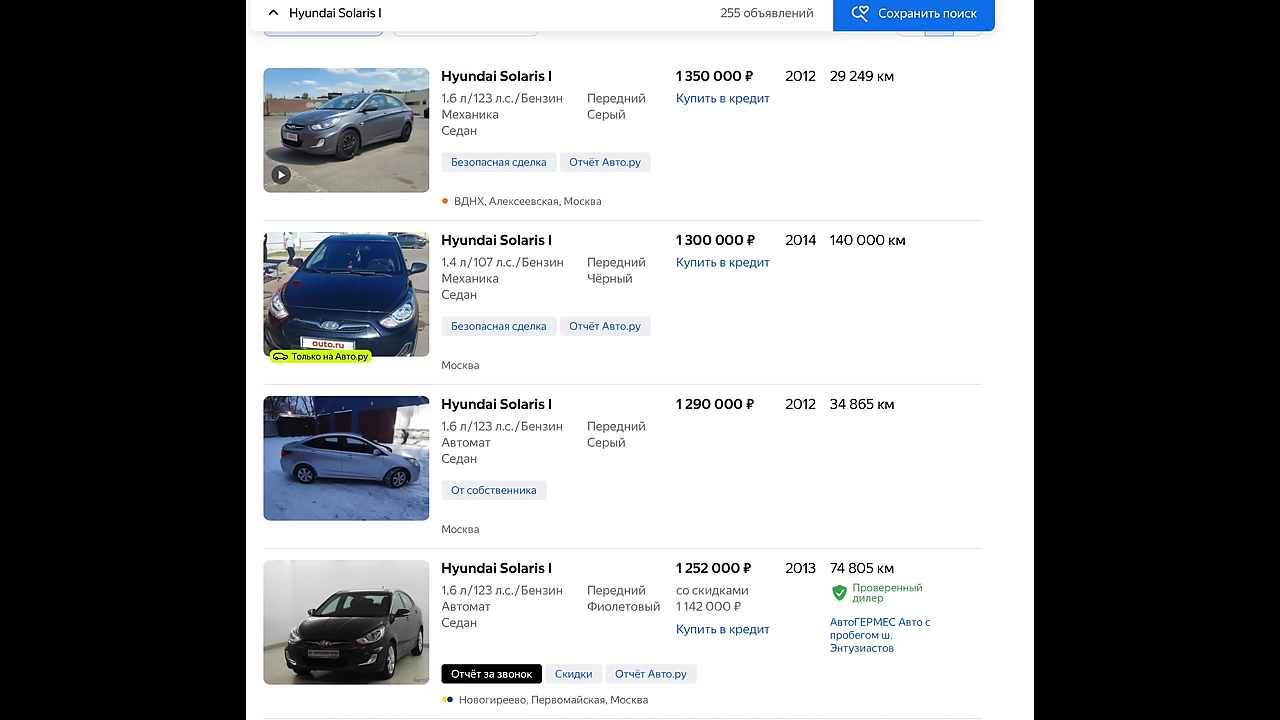 Hyundai Solaris I
255 объявлений
Сохранить поиск
Hyundai Solaris I
1 350 000 ₽
2012
29 249 км
1.6 л/123 л.с./Бензин
Передний
Купить в кредит
Механика
Серый
Седан
Безопасная сделка
Отчёт Авто.ру
ВДНХ, Алексеевская, Москва
Hyundai Solaris I
1 300 000 ₽
2014
140 000 км
1.4 л/107 л.с./Бензин
Передний
Купить в кредит
Механика
Чёрный
Седан
Безопасная сделка
Отчёт Авто.ру
auto.ru
Только на Авто.ру
Москва
Hyundai Solaris I
1 290 000 ₽
2012
34 865 км
1.6 л/123 л.с./Бензин
Передний
Автомат
Серый
Седан
От собственника
Москва
Hyundai Solaris I
1 252 000 ₽
2013
74 805 км
1.6 л/123 л.с./Бензин
Передний
со скидками
Проверенный
дилер
Автомат
Фиолетовый
1 142 000 ₽
Седан
Купить в кредит
АвтоГЕРМЕС Авто с
пробегом ш.
Энтузиастов
Отчёт за звонок
Скидки
Отчёт Авто.ру
Новогиреево, Первомайская, Москва